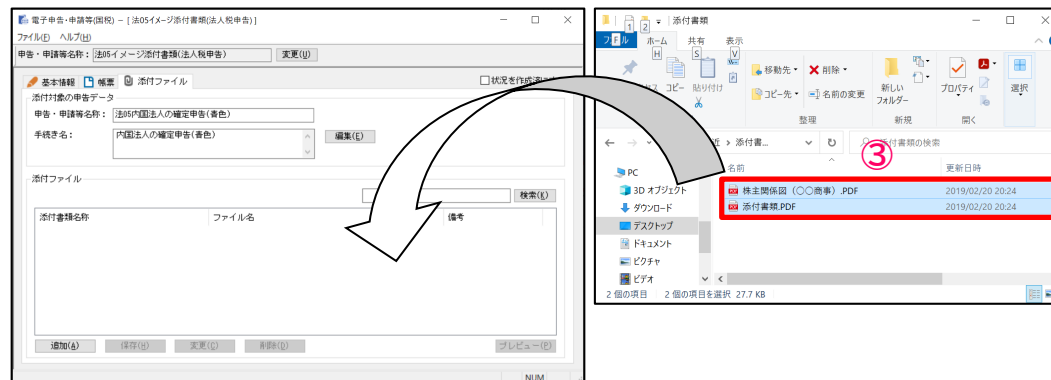 電子申告・申請等(国税) － [ 法05イメージ添付書類(法人税申告) ]
ファイル(F) ヘルプ(H)
申告・申請等名称： 法05イメージ添付書類(法人税申告) 変更(U)
基本情報 帳票 添付ファイル
状況を作成済に
添付対象の申告データ
申告・申請等名称： 法05内国法人の確定申告(青色)
手続き名： 内国法人の確定申告(青色) 編集(E)
添付ファイル
検索(K)
添付書類名称 ファイル名 備考
追加(A) 保存(H) 変更(C) 削除(D) プレビュー(P)
NUM
1 2 添付書類
F ル ホーム 共有 表示
H S V
コピー 貼り付け
P
移動先 削除
コピー先 名前の変更
新しい
フォルダー
プロパティ
選択
整理 新規 開く
近 › 添付書... 添付書類の検索
③
名前 更新日時
PC
3D オブジェクト
ダウンロード
デスクトップ
ドキュメント
ピクチャ
ビデオ
株主関係図（〇〇商事）.PDF 2019/02/20 20:24
添付書類.PDF 2019/02/20 20:24
2 個の項目 2 個の項目を選択 27.7 KB